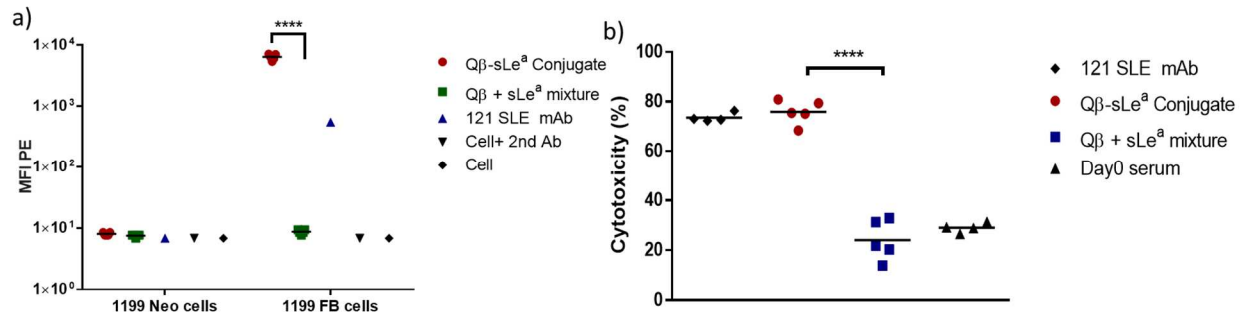 a)
****
1×10⁴
1×10³
1×10²
1×10¹
1×10⁰
MFI PE
1199 Neo cells
1199 FB cells
Qβ-sLeᵃ Conjugate
Qβ + sLeᵃ mixture
121 SLE mAb
Cell+ 2nd Ab
Cell
b)
****
100
80
60
40
20
0
Cytotoxicity (%)
121 SLE mAb
Qβ-sLeᵃ Conjugate
Qβ + sLeᵃ mixture
Day0 serum